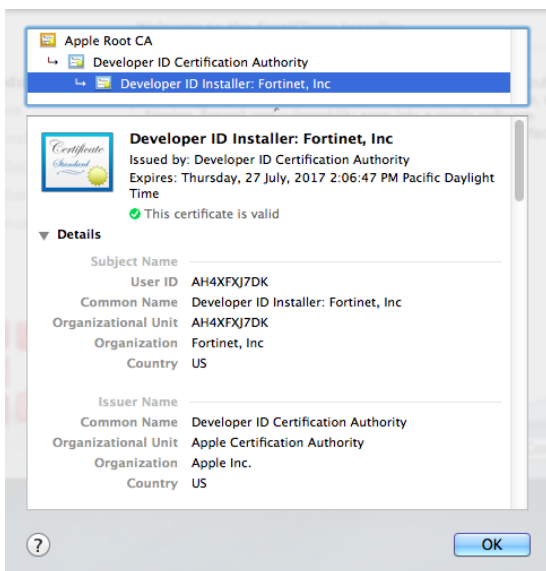 Apple Root CA
Developer ID Certification Authority
Developer ID Installer: Fortinet, Inc
Certificate
Standard
Developer ID Installer: Fortinet, Inc
Issued by: Developer ID Certification Authority
Expires: Thursday, 27 July, 2017 2:06:47 PM Pacific Daylight
Time
This certificate is valid
Details
Subject Name
User ID AH4XFXJ7DK
Common Name Developer ID Installer: Fortinet, Inc
Organizational Unit AH4XFXJ7DK
Organization Fortinet, Inc
Country US
Issuer Name
Common Name Developer ID Certification Authority
Organizational Unit Apple Certification Authority
Organization Apple Inc.
Country US
?
OK